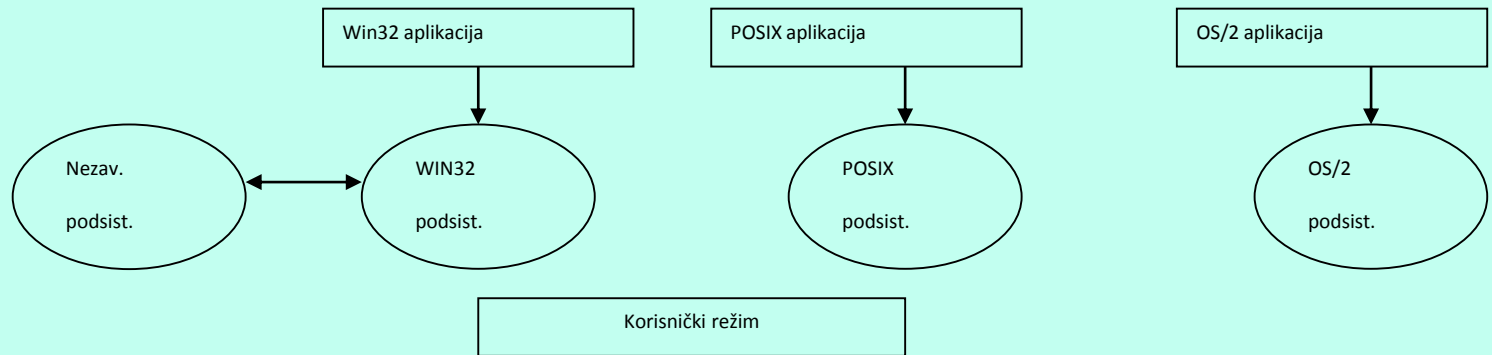 Win32 aplikacija
POSIX aplikacija
OS/2 aplikacija
Nezav.
podsist.
WIN32
podsist.
POSIX
podsist.
OS/2
podsist.
Korisnički režim